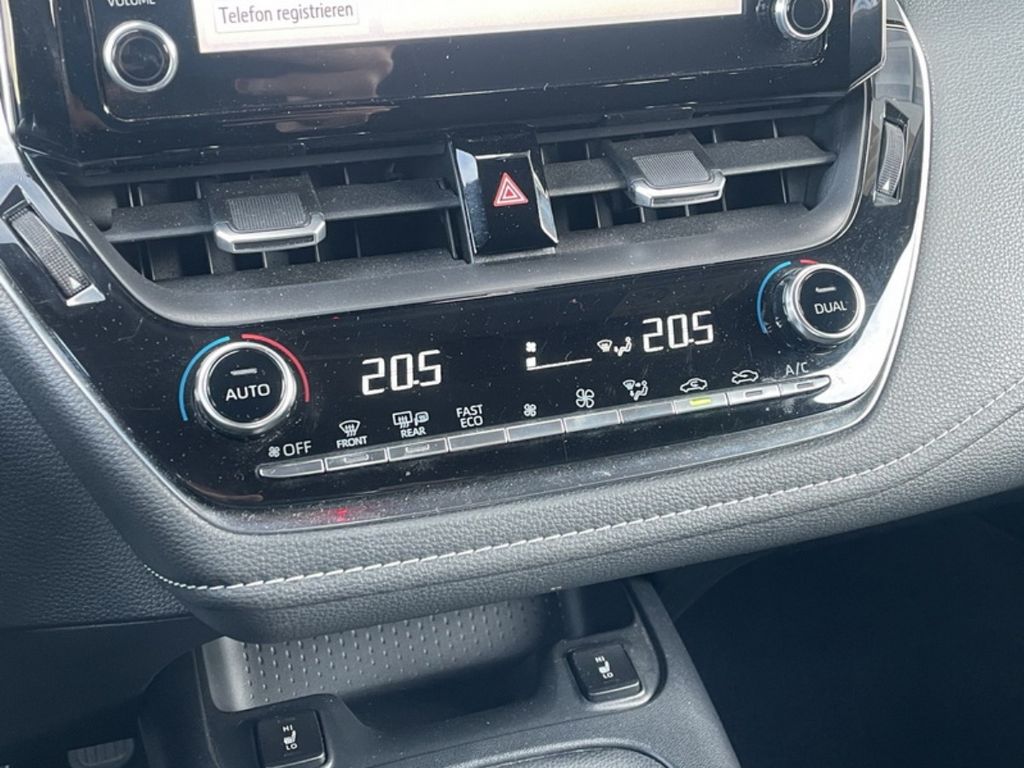 VOLUME
Telefon registrieren
DUAL
AUTO
20.5
20.5
A/C
FAST
ECO
REAR
FRONT
OFF
HI
LO
HI
LO